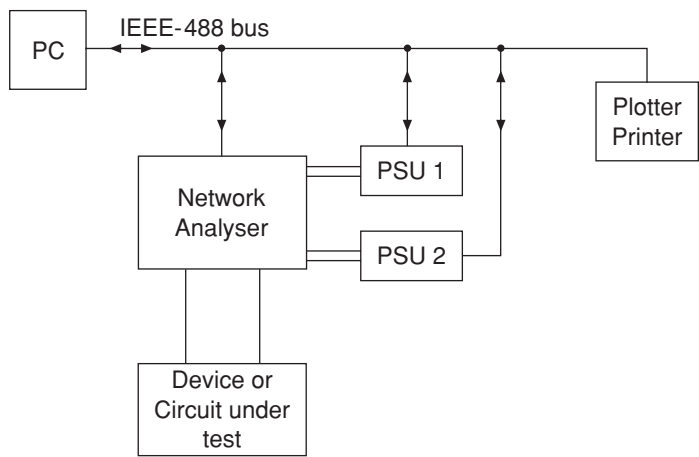 IEEE-488 bus
PC
Plotter
Printer
PSU 1
Network
Analyser
PSU 2
Device or
Circuit under
test